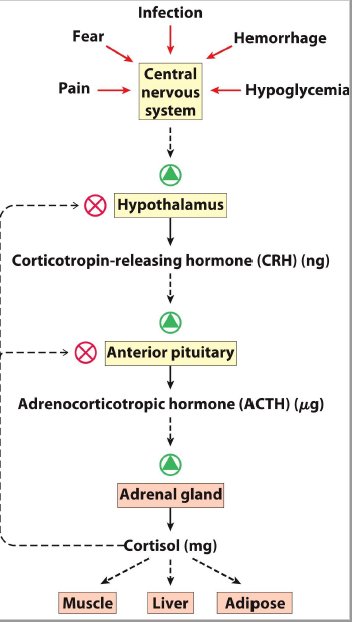 Infection
Fear
Hemorrhage
Pain
Central
nervous
system
Hypoglycemia
Hypothalamus
Corticotropin-releasing hormone (CRH) (ng)
Anterior pituitary
Adrenocorticotropic hormone (ACTH) (μg)
Adrenal gland
Cortisol (mg)
Muscle
Liver
Adipose